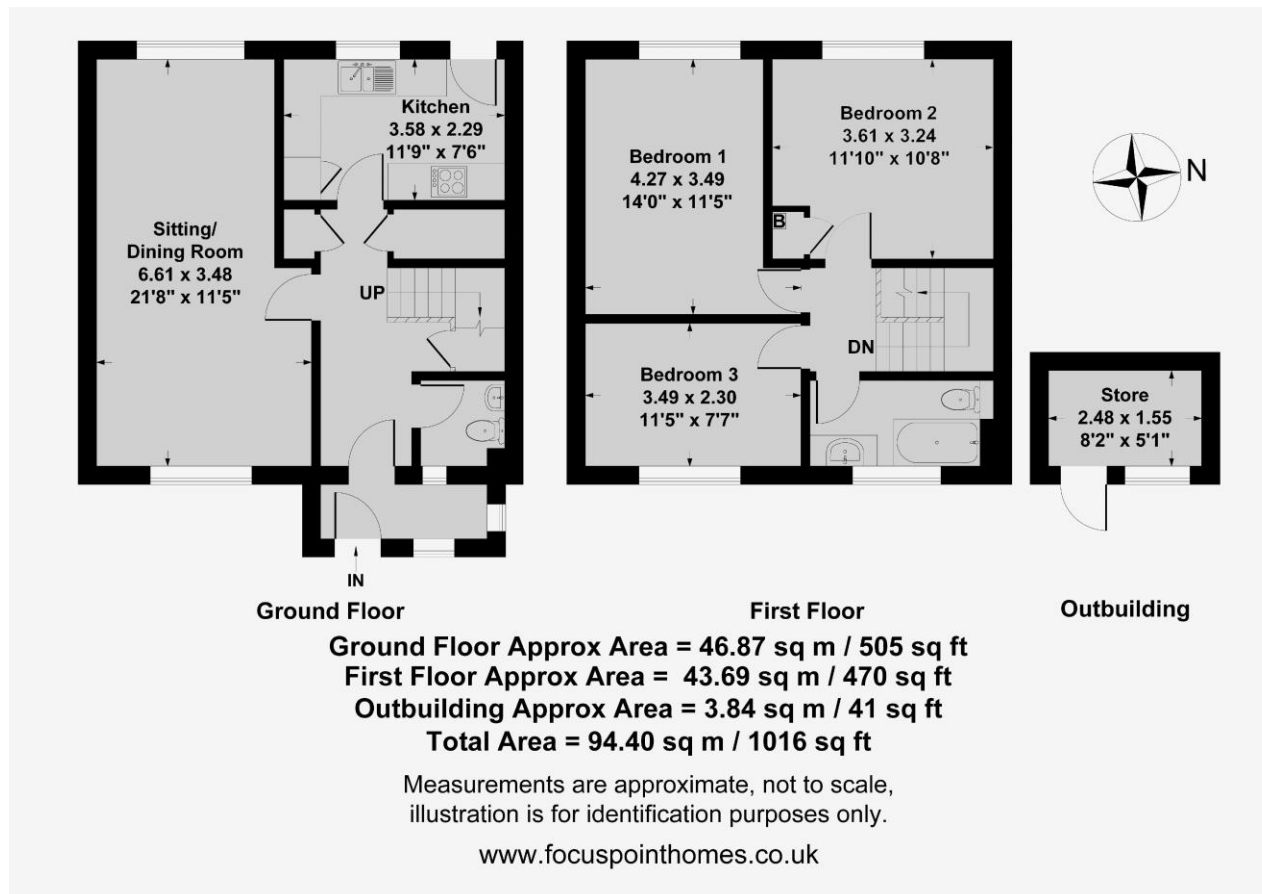 Kitchen
3.58 x 2.29
11'9" x 7'6"
Sitting/
Dining Room
6.61 x 3.48
21'8" x 11'5"
UP
IN
Ground Floor
Bedroom 1
4.27 x 3.49
14'0" x 11'5"
Bedroom 2
3.61 x 3.24
11'10" x 10'8"
B
Bedroom 3
3.49 x 2.30
11'5" x 7'7"
DN
First Floor
N
Store
2.48 x 1.55
8'2" x 5'1"
Outbuilding
Ground Floor Approx Area = 46.87 sq m / 505 sq ft
First Floor Approx Area = 43.69 sq m / 470 sq ft
Outbuilding Approx Area = 3.84 sq m / 41 sq ft
Total Area = 94.40 sq m / 1016 sq ft
Measurements are approximate, not to scale,
illustration is for identification purposes only.
www.focuspointhomes.co.uk